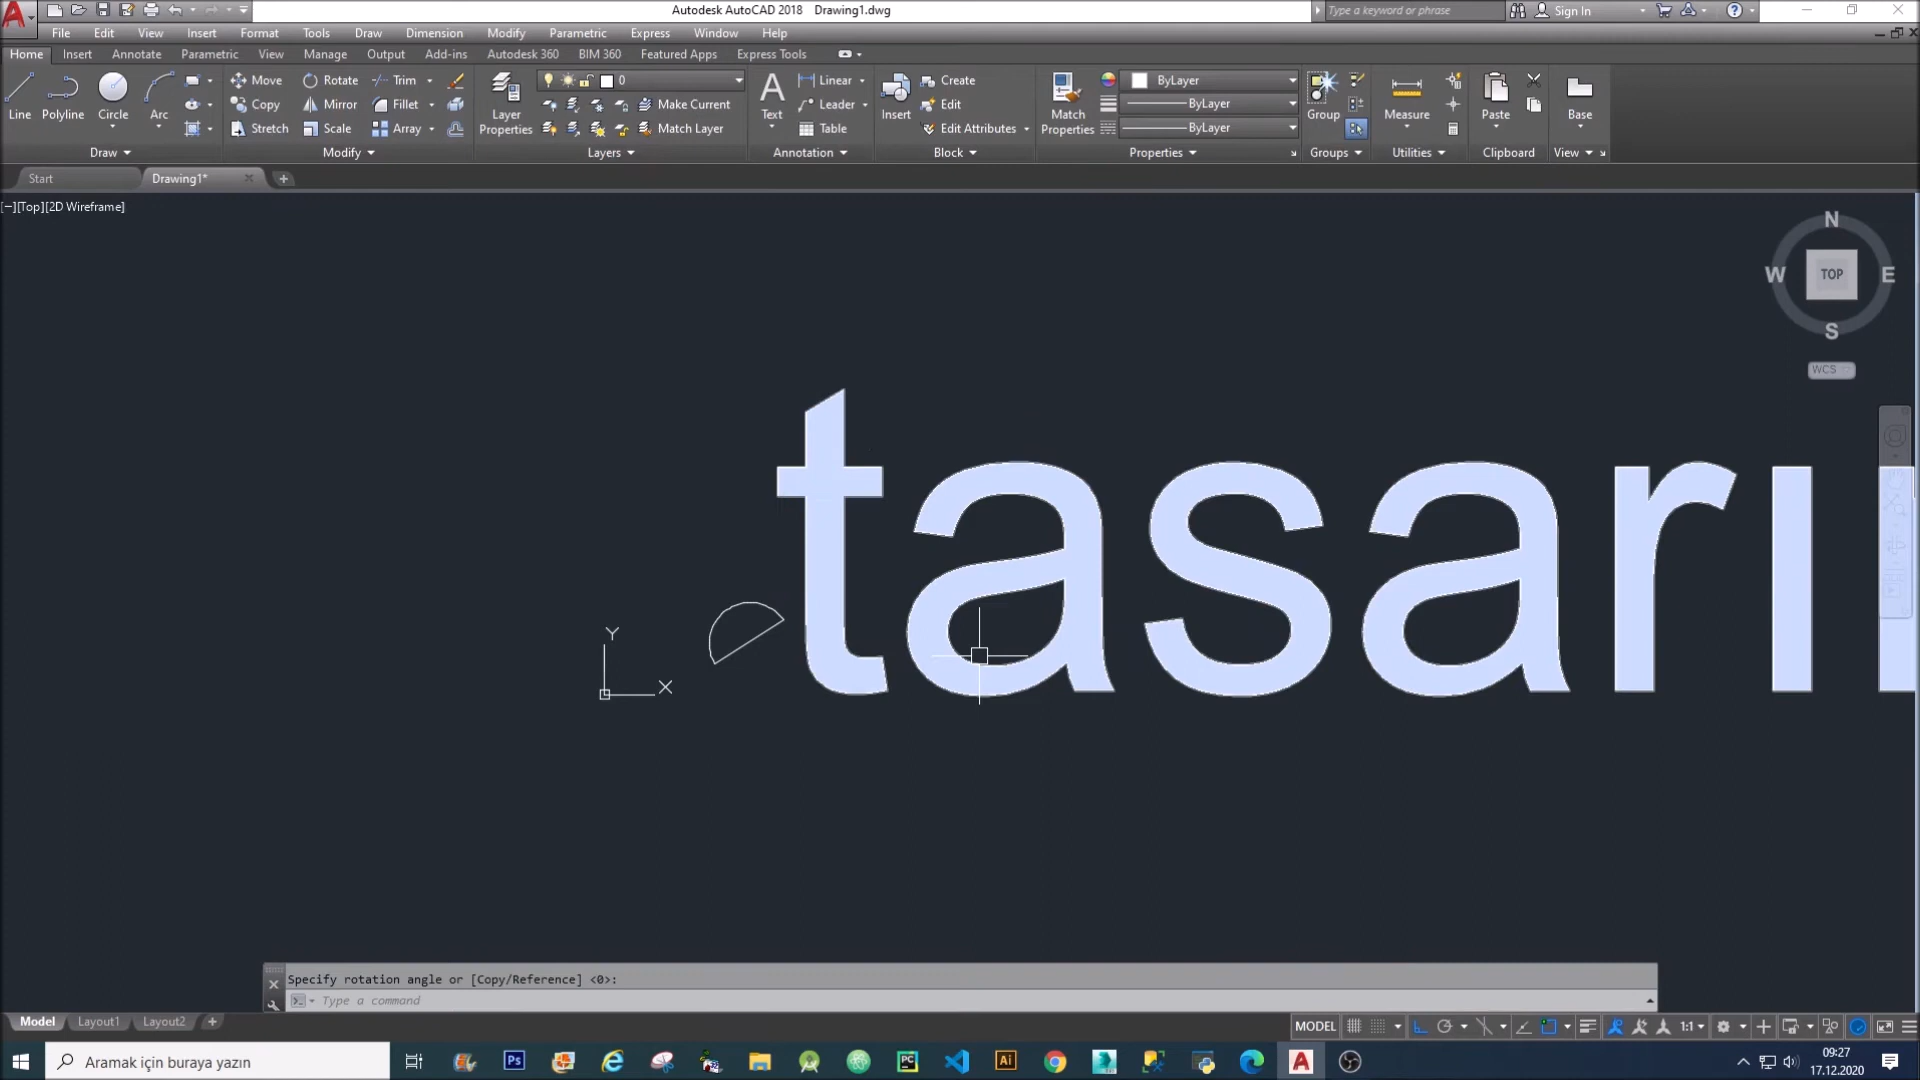 Autodesk AutoCAD 2018 Drawing1.dwg
Type a keyword or phrase
Sign In
File Edit View Insert Format Tools Draw Dimension Modify Parametric Express Window Help
Home Insert Annotate Parametric View Manage Output Add-ins Autodesk 360 BIM 360 Featured Apps Express Tools
Line Polyline Circle Arc
Move Rotate Trim
Copy Mirror Fillet
Stretch Scale Array
Layer Properties
0
Make Current
Match Layer
Text
Linear
Leader
Table
Insert
Create
Edit
Edit Attributes
Match Properties
ByLayer
ByLayer
ByLayer
Group
Measure
Paste
Base
Draw Modify Layers Annotation Block Properties Groups Utilities Clipboard View
Start Drawing1*
[−][Top][2D Wireframe]
N
W TOP E
S
WCS
tasarı
Y
X
Specify rotation angle or [Copy/Reference] <0>:
Type a command
Model Layout1 Layout2
MODEL
1:1
Aramak için buraya yazın
Ps
PC
Ai
A
09:27
17.12.2020